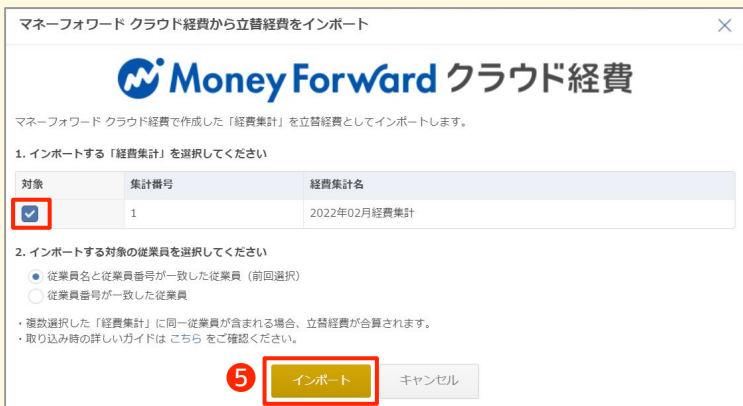 マネーフォワード クラウド経費から立替経費をインポート
Money Forward クラウド経費
マネーフォワード クラウド経費で作成した「経費集計」を立替経費としてインポートします。
1. インポートする「経費集計」を選択してください
対象 集計番号 経費集計名
1 2022年02月経費集計
2. インポートする対象の従業員を選択してください
従業員名と従業員番号が一致した従業員（前回選択）
従業員番号が一致した従業員
・複数選択した「経費集計」に同一従業員が含まれる場合、立替経費が合算されます。
・取り込み時の詳しいガイドは こちら をご確認ください。
5 インポート キャンセル